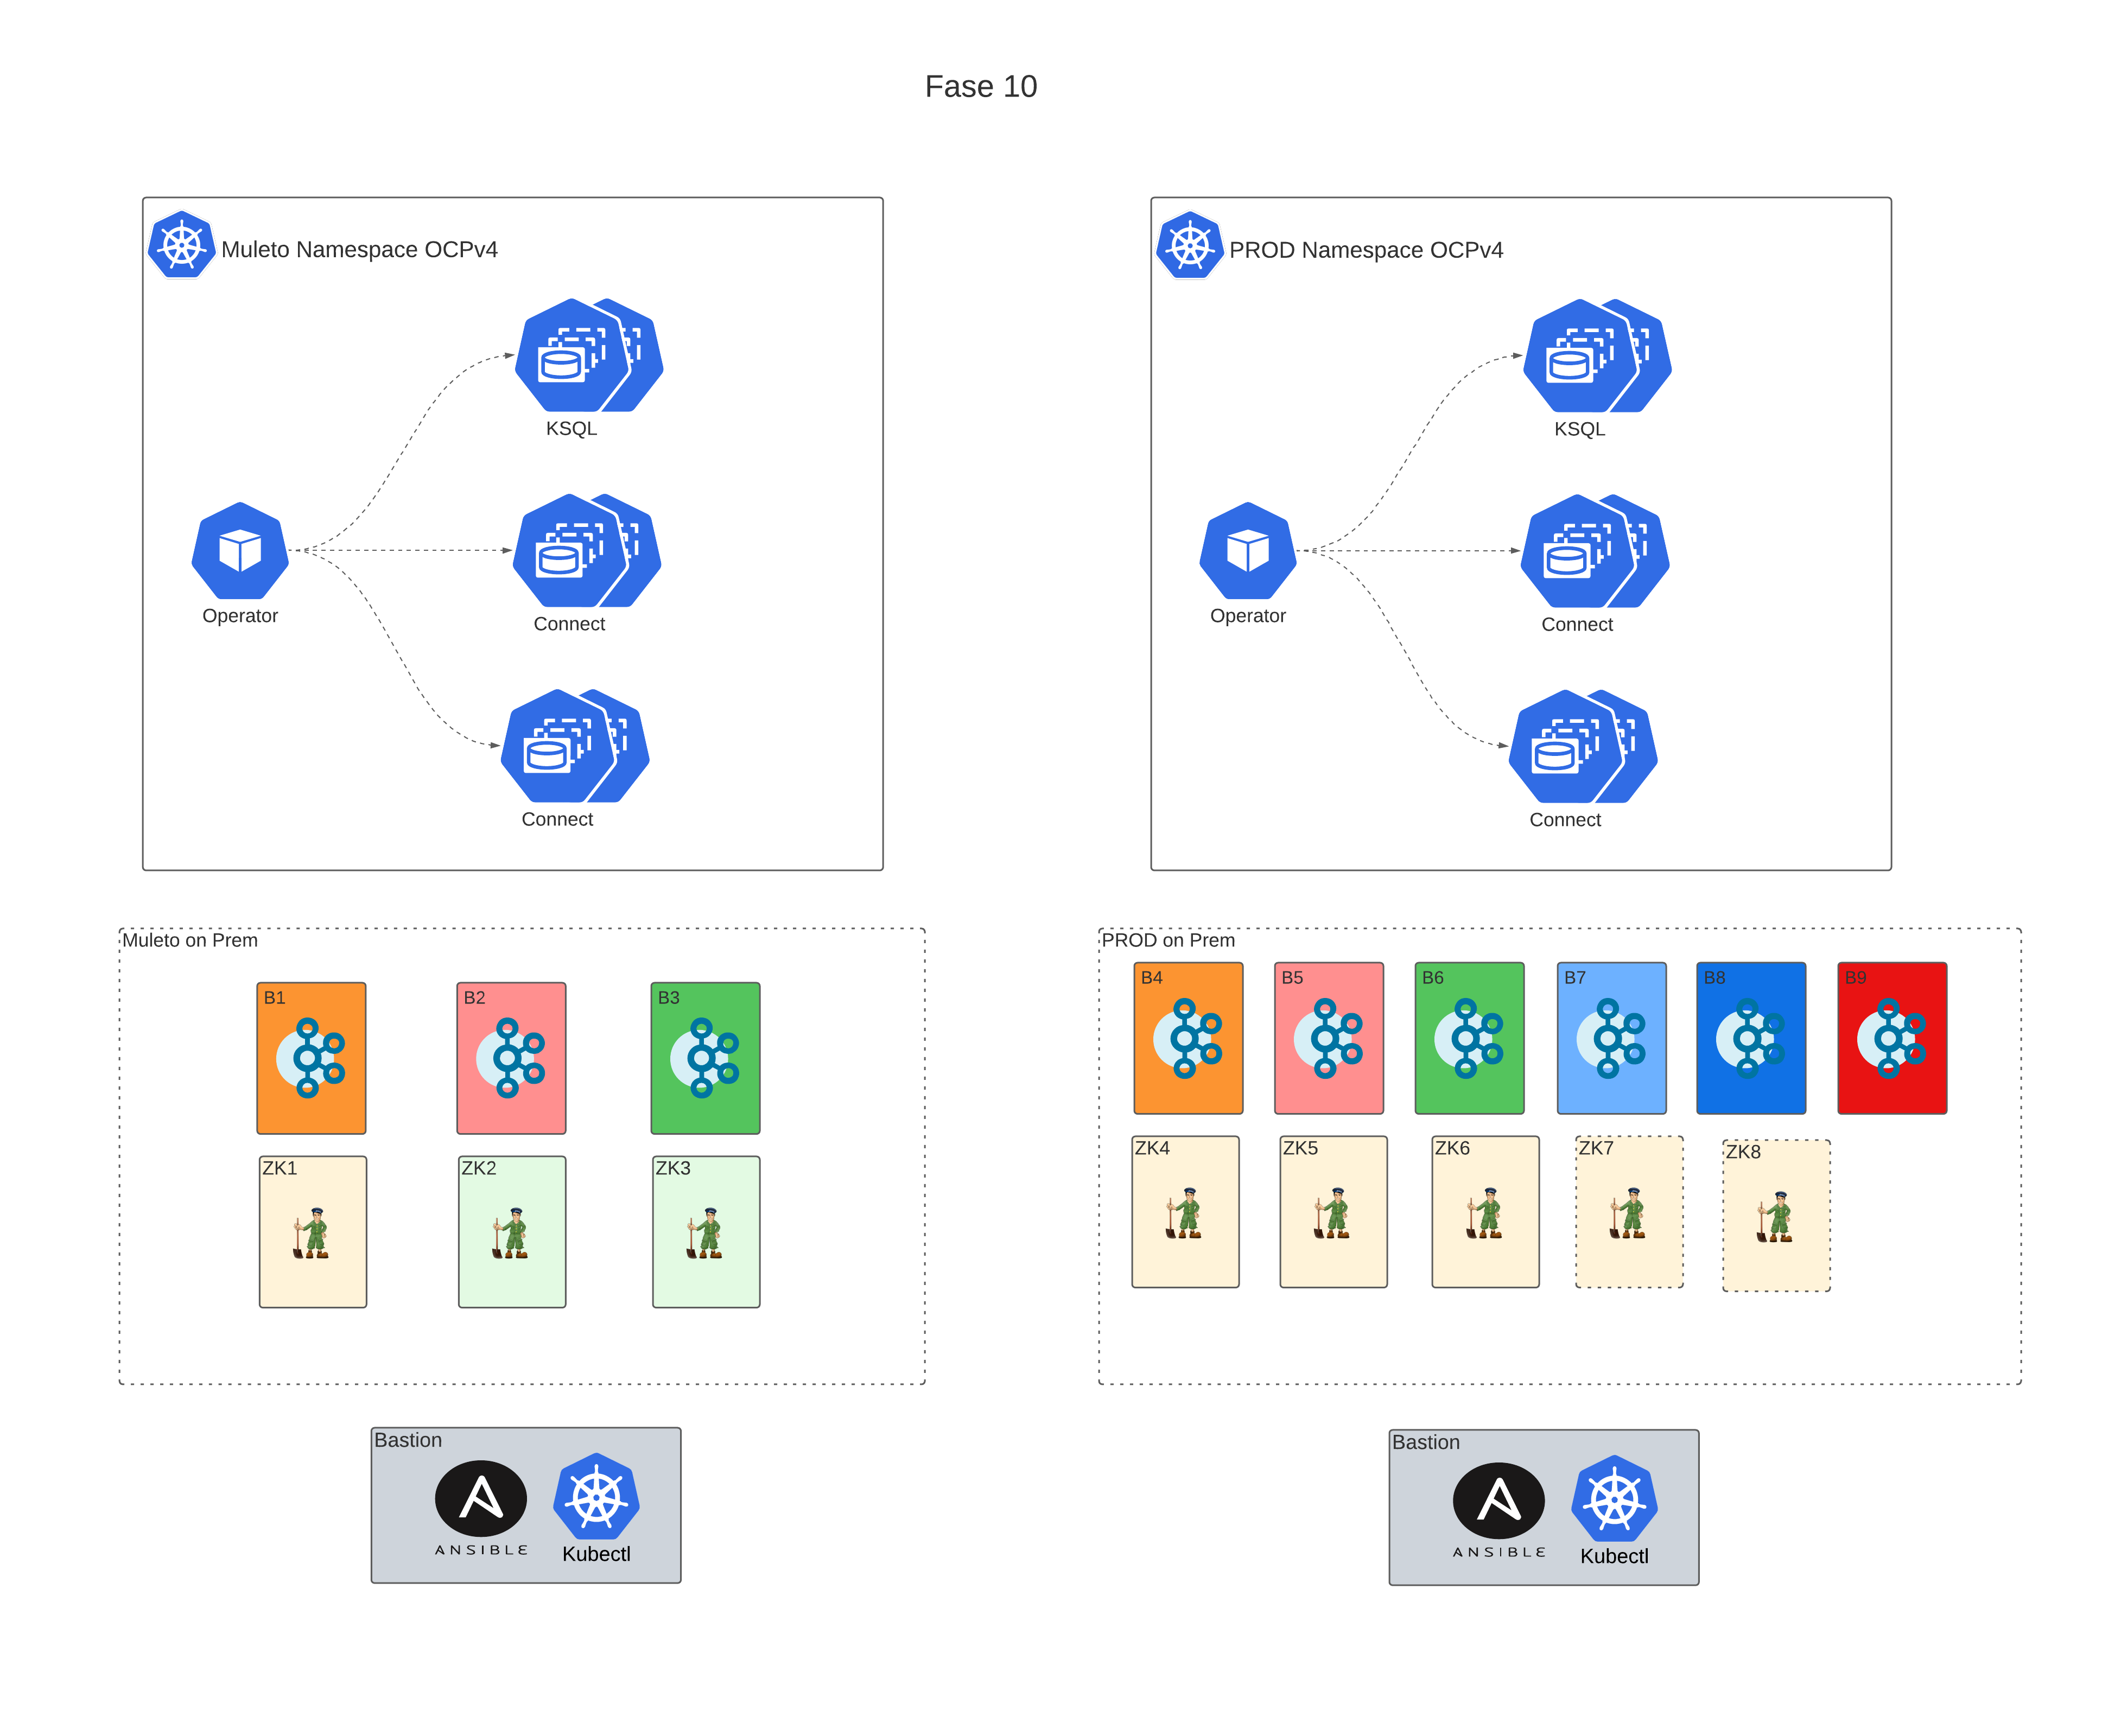 Fase 10
Muleto Namespace OCPv4
KSQL
Operator
Connect
Connect
PROD Namespace OCPv4
KSQL
Operator
Connect
Connect
Muleto on Prem
B1
B2
B3
ZK1
ZK2
ZK3
PROD on Prem
B4
B5
B6
B7
B8
B9
ZK4
ZK5
ZK6
ZK7
ZK8
Bastion
ANSIBLE
Kubectl
Bastion
ANSIBLE
Kubectl